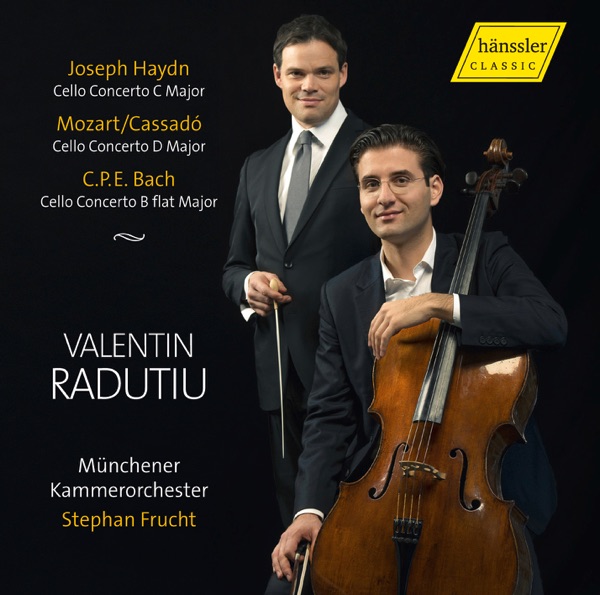 Joseph Haydn
Cello Concerto C Major
Mozart/Cassadó
Cello Concerto D Major
C.P.E. Bach
Cello Concerto B flat Major
hänssler
CLASSIC
VALENTIN
RADUTIU
Münchener
Kammerorchester
Stephan Frucht